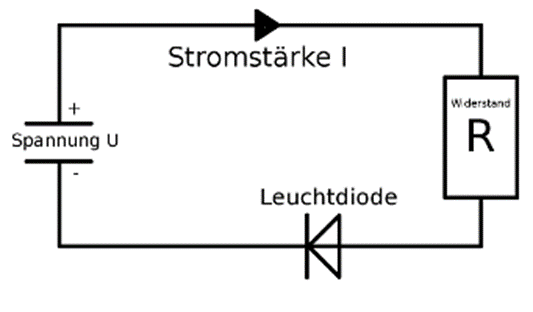 Stromstärke I
+
Spannung U
-
Widerstand
R
Leuchtdiode